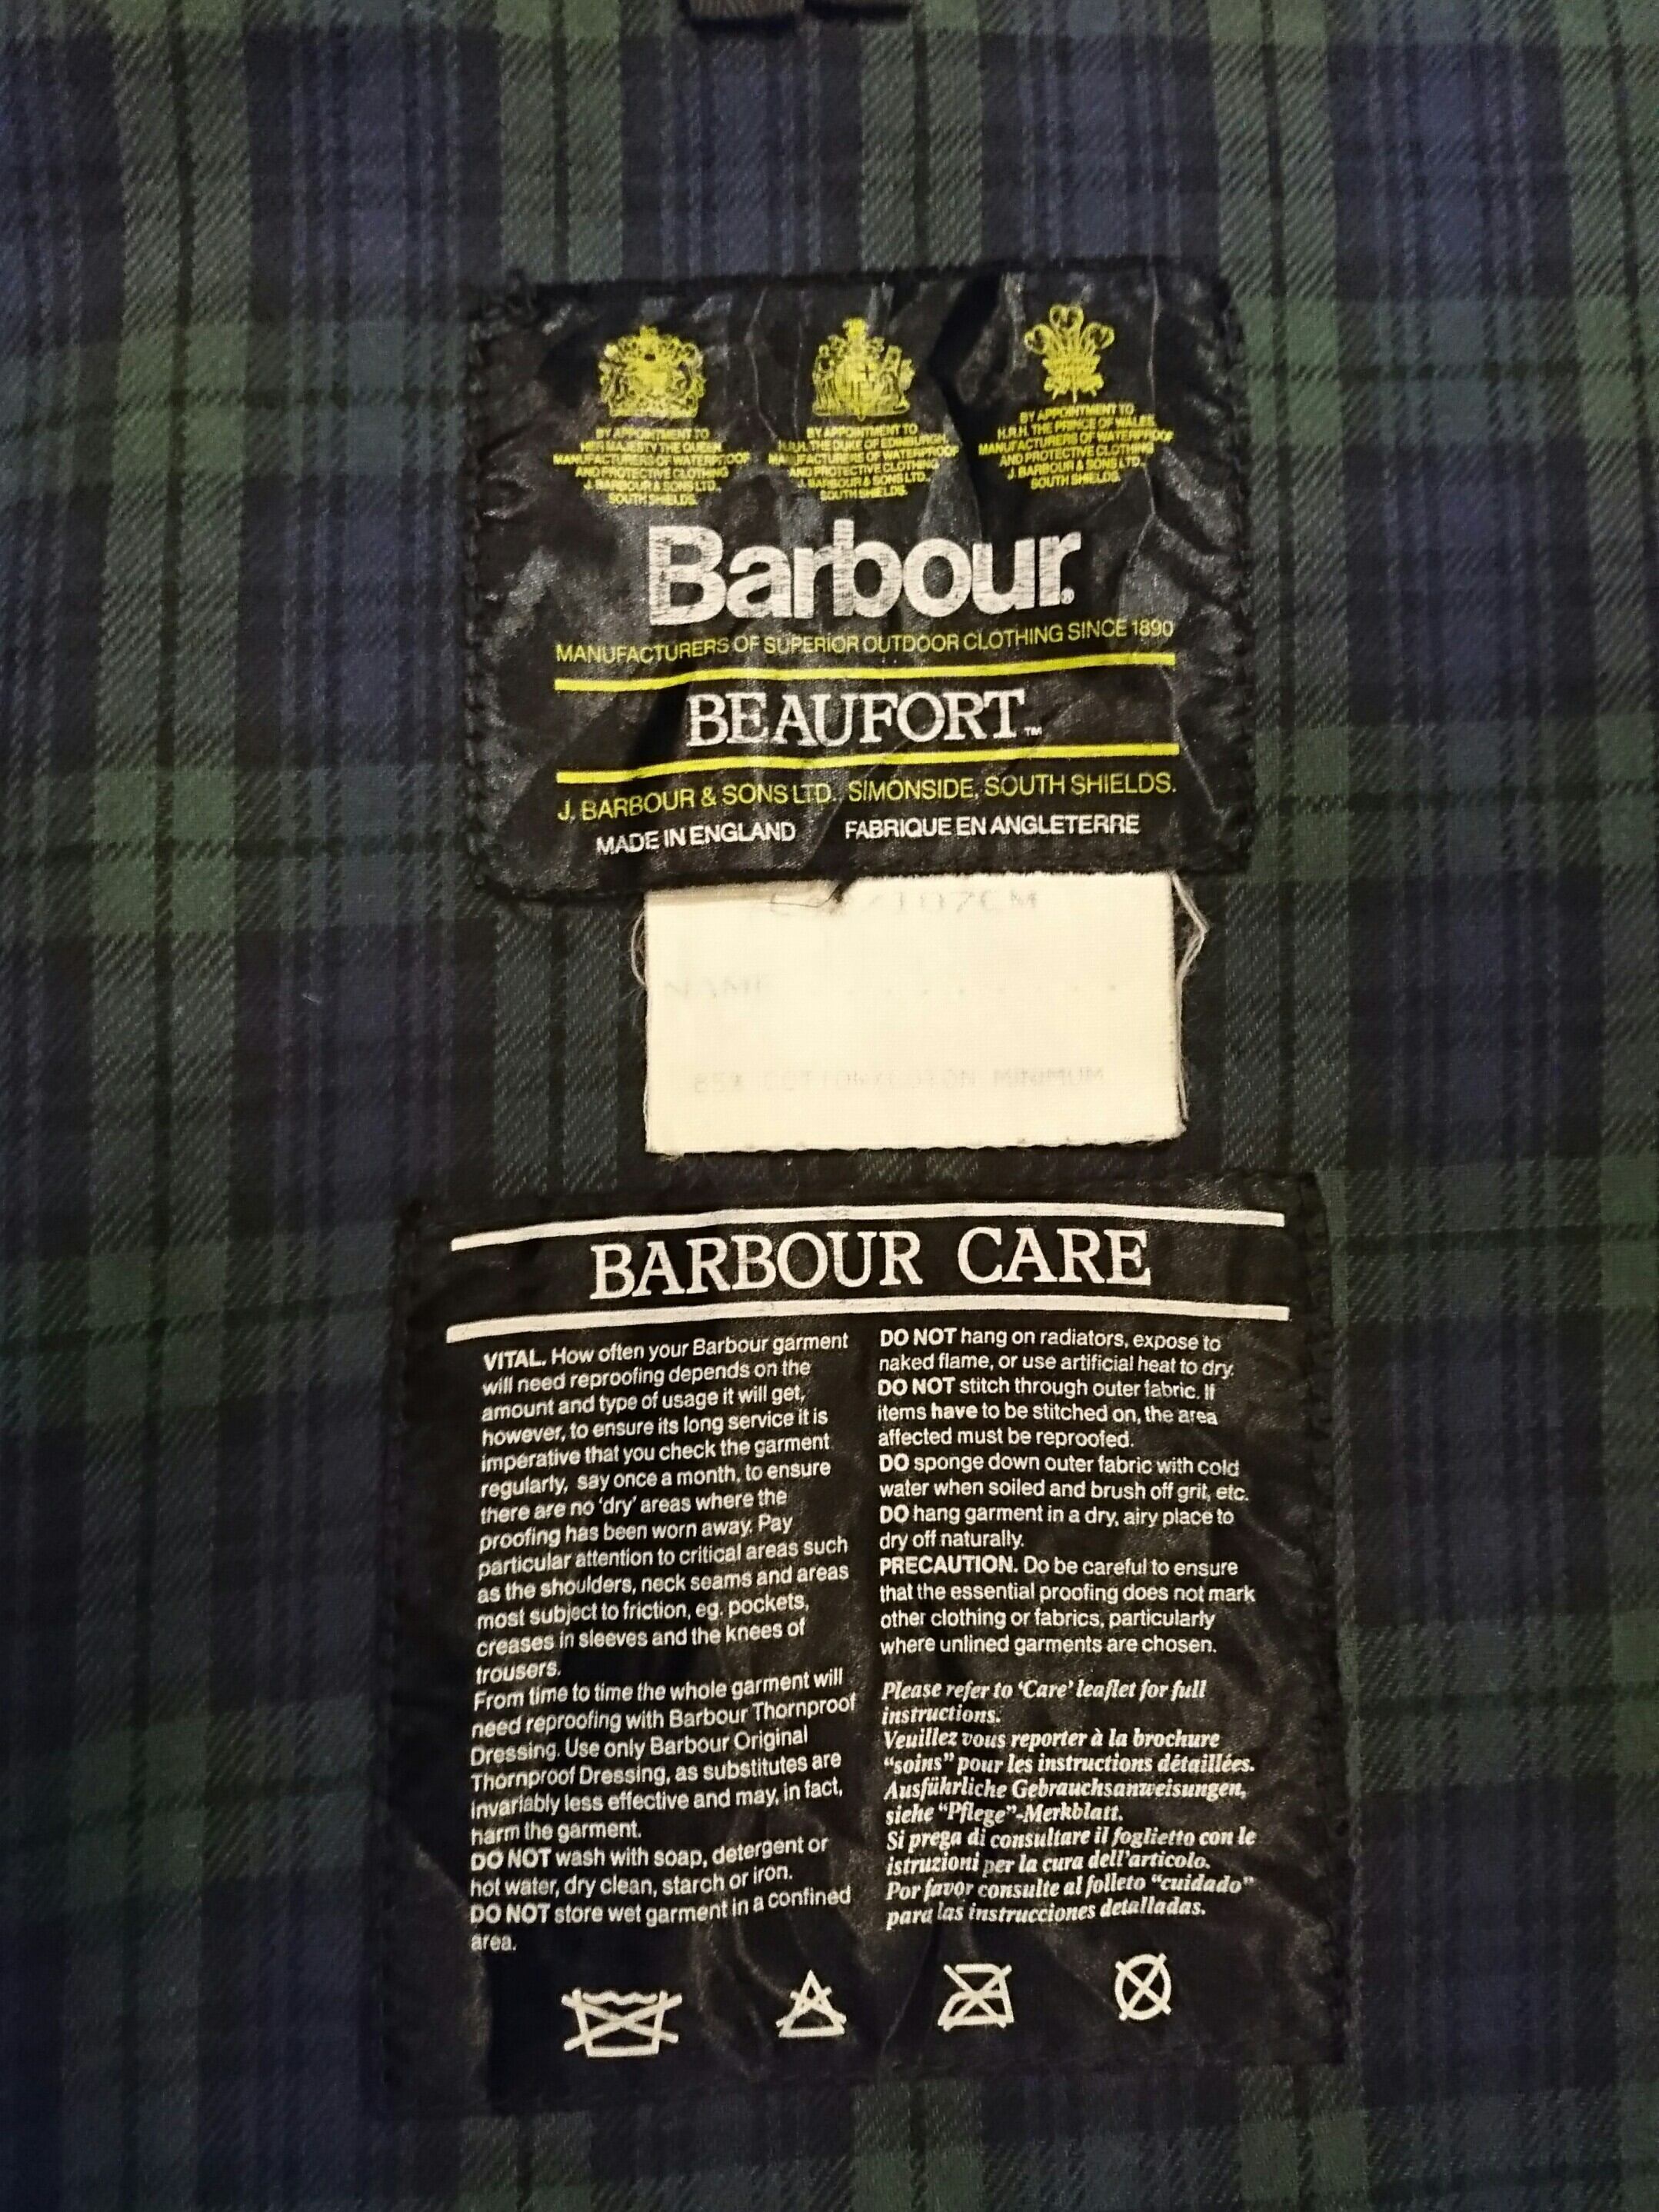 BY APPOINTMENT TO
HER MAJESTY THE QUEEN
MANUFACTURERS OF WATERPROOF
AND PROTECTIVE CLOTHING
J. BARBOUR & SONS LTD.,
SOUTH SHIELDS.
BY APPOINTMENT TO
H.R.H. THE DUKE OF EDINBURGH,
MANUFACTURERS OF WATERPROOF
AND PROTECTIVE CLOTHING
J. BARBOUR & SONS LTD.,
SOUTH SHIELDS.
BY APPOINTMENT TO
H.R.H. THE PRINCE OF WALES,
MANUFACTURERS OF WATERPROOF
AND PROTECTIVE CLOTHING
J. BARBOUR & SONS LTD.,
SOUTH SHIELDS.
Barbour®
MANUFACTURERS OF SUPERIOR OUTDOOR CLOTHING SINCE 1890
BEAUFORT™
J. BARBOUR & SONS LTD., SIMONSIDE, SOUTH SHIELDS.
MADE IN ENGLAND FABRIQUE EN ANGLETERRE
/107CM
COTTON MINIMUM
BARBOUR CARE
VITAL. How often your Barbour garment
will need reproofing depends on the
amount and type of usage it will get,
however, to ensure its long service it is
imperative that you check the garment
regularly, say once a month, to ensure
there are no 'dry' areas where the
proofing has been worn away. Pay
particular attention to critical areas such
as the shoulders, neck seams and areas
most subject to friction, eg. pockets,
creases in sleeves and the knees of
trousers.
From time to time the whole garment will
need reproofing with Barbour Thornproof
Dressing. Use only Barbour Original
Thornproof Dressing, as substitutes are
invariably less effective and may, in fact,
harm the garment.
DO NOT wash with soap, detergent or
hot water, dry clean, starch or iron.
DO NOT store wet garment in a confined
area.
DO NOT hang on radiators, expose to
naked flame, or use artificial heat to dry.
DO NOT stitch through outer fabric. If
items have to be stitched on, the area
affected must be reproofed.
DO sponge down outer fabric with cold
water when soiled and brush off grit, etc.
DO hang garment in a dry, airy place to
dry off naturally.
PRECAUTION. Do be careful to ensure
that the essential proofing does not mark
other clothing or fabrics, particularly
where unlined garments are chosen.
Please refer to 'Care' leaflet for full
instructions.
Veuillez vous reporter à la brochure
"soins" pour les instructions détaillées.
Ausführliche Gebrauchsanweisungen,
siehe "Pflege"-Merkblatt.
Si prega di consultare il foglietto con le
istruzioni per la cura dell'articolo.
Por favor consulte al folleto "cuidado"
para las instrucciones detalladas.